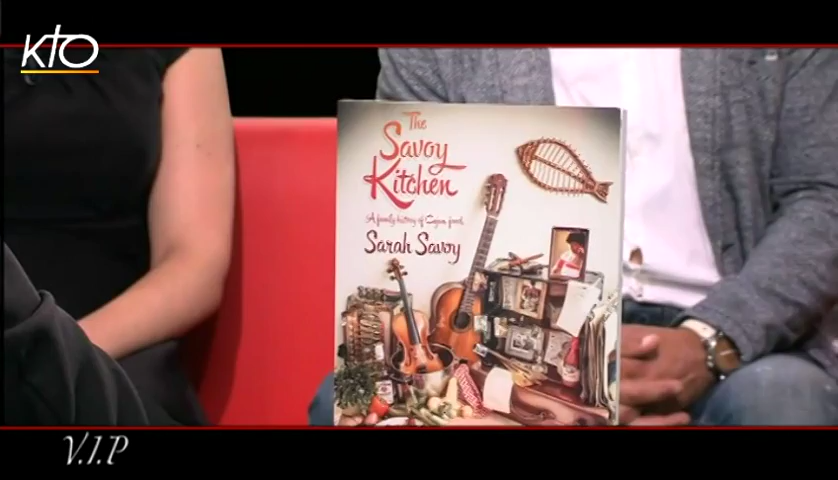 kto
The
Savoy
Kitchen
A family history of Cajun food
Sarah Savoy
V.I.P